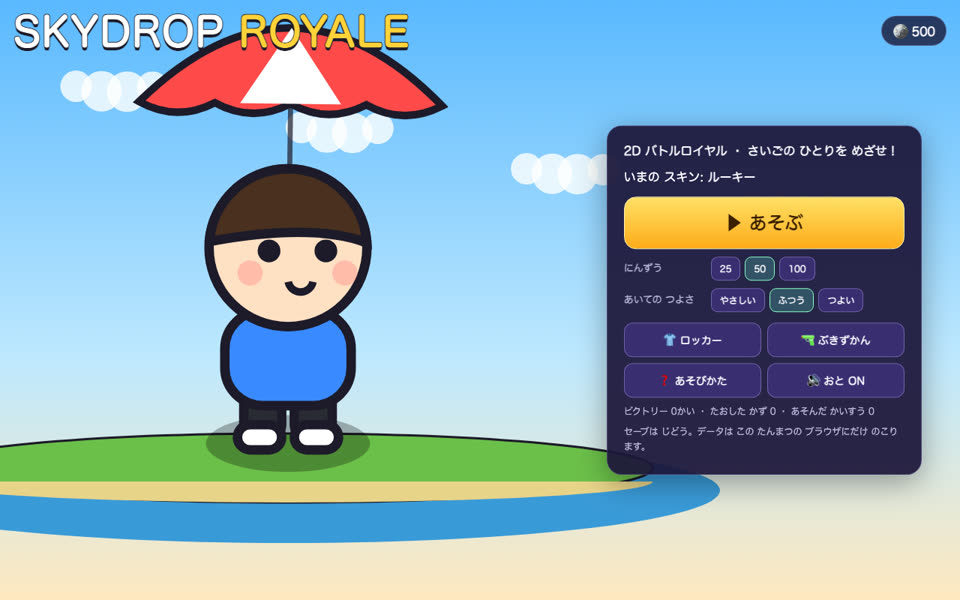 SKYDROP ROYALE
500
2D バトルロイヤル ・ さいごの ひとりを めざせ！
いまの スキン: ルーキー
▶ あそぶ
にんずう 25 50 100
あいての つよさ やさしい ふつう つよい
ロッカー ぶきずかん
❓ あそびかた おと ON
ビクトリー 0かい ・ たおした かず 0 ・ あそんだ かいすう 0
セーブは じどう。データは この たんまつの ブラウザにだけ のこり
ます。